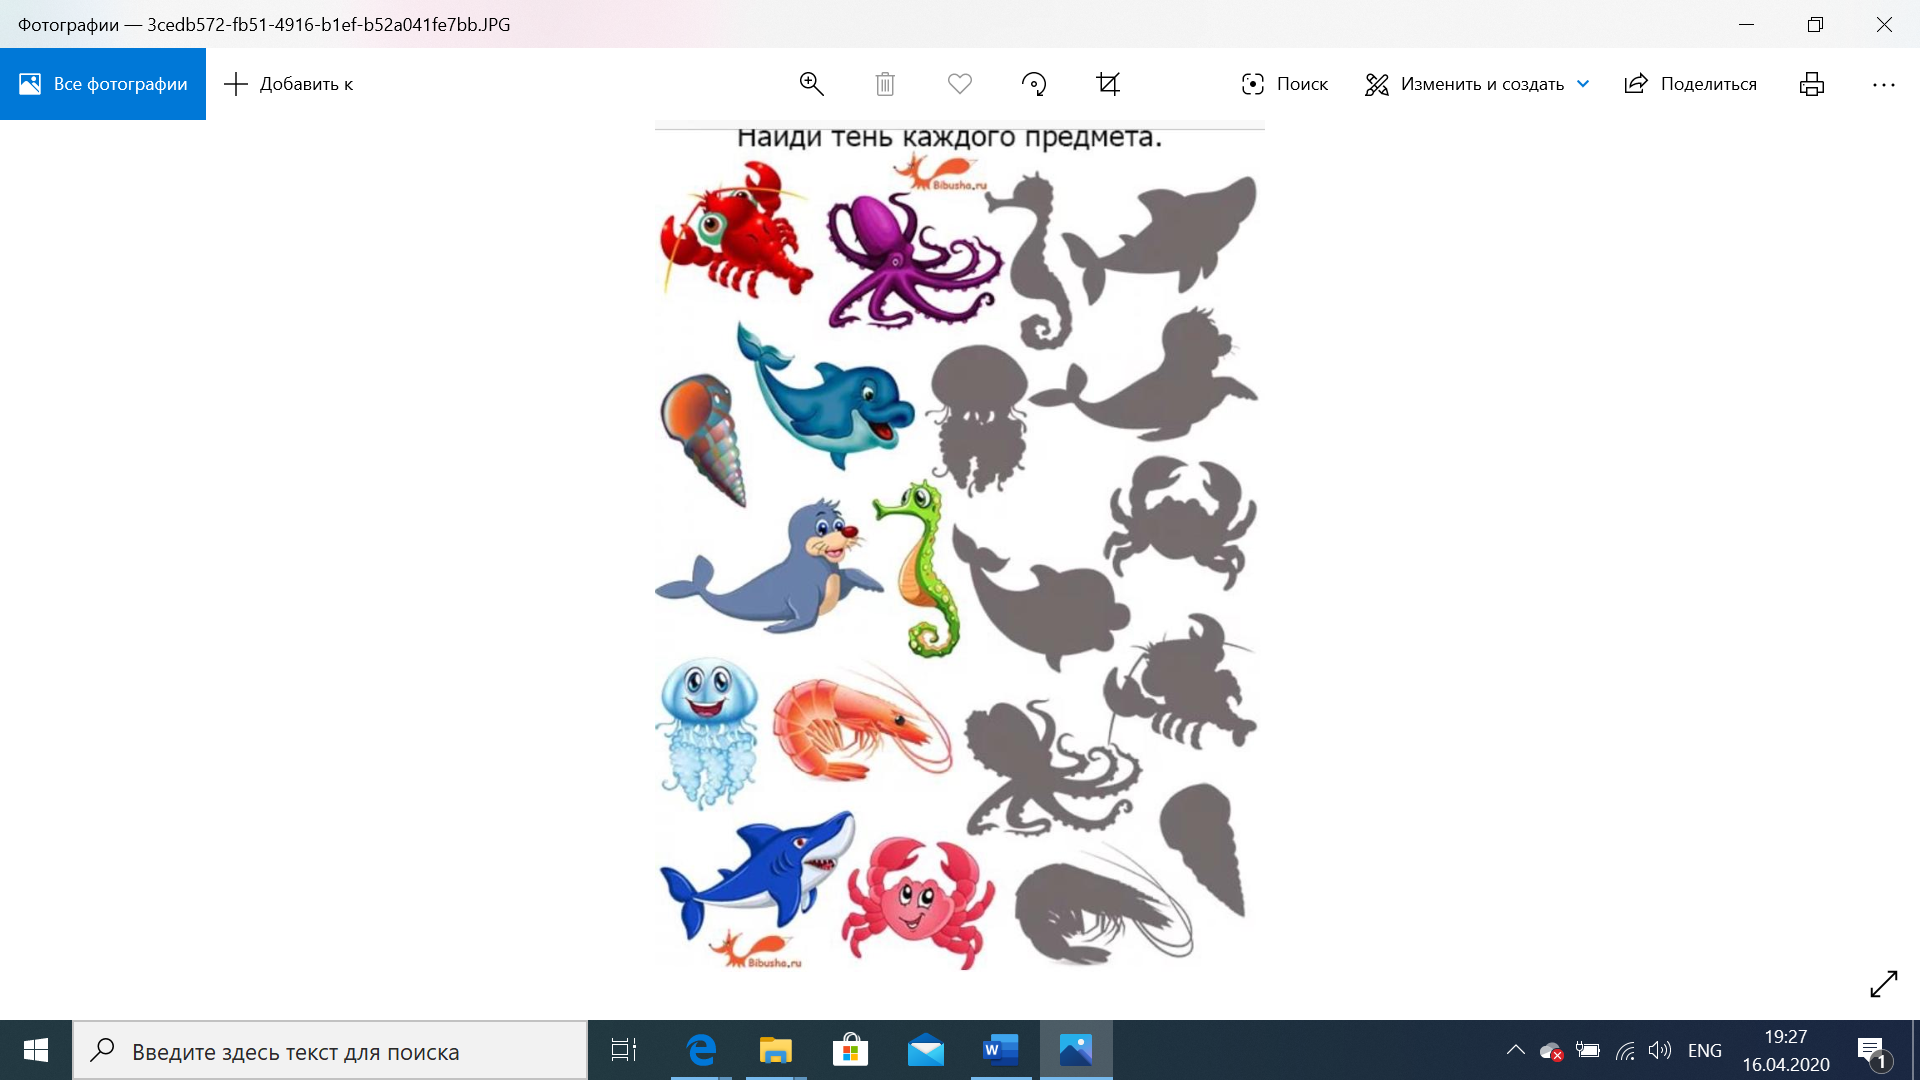 Фотографии — 3cedb572-fb51-4916-b1ef-b52a041fe7bb.JPG
Все фотографии
Добавить к
Поиск
Изменить и создать
Поделиться
Найди тень каждого предмета.
Bibusha.ru
Bibusha.ru
Введите здесь текст для поиска
W
ENG
19:27
16.04.2020
1